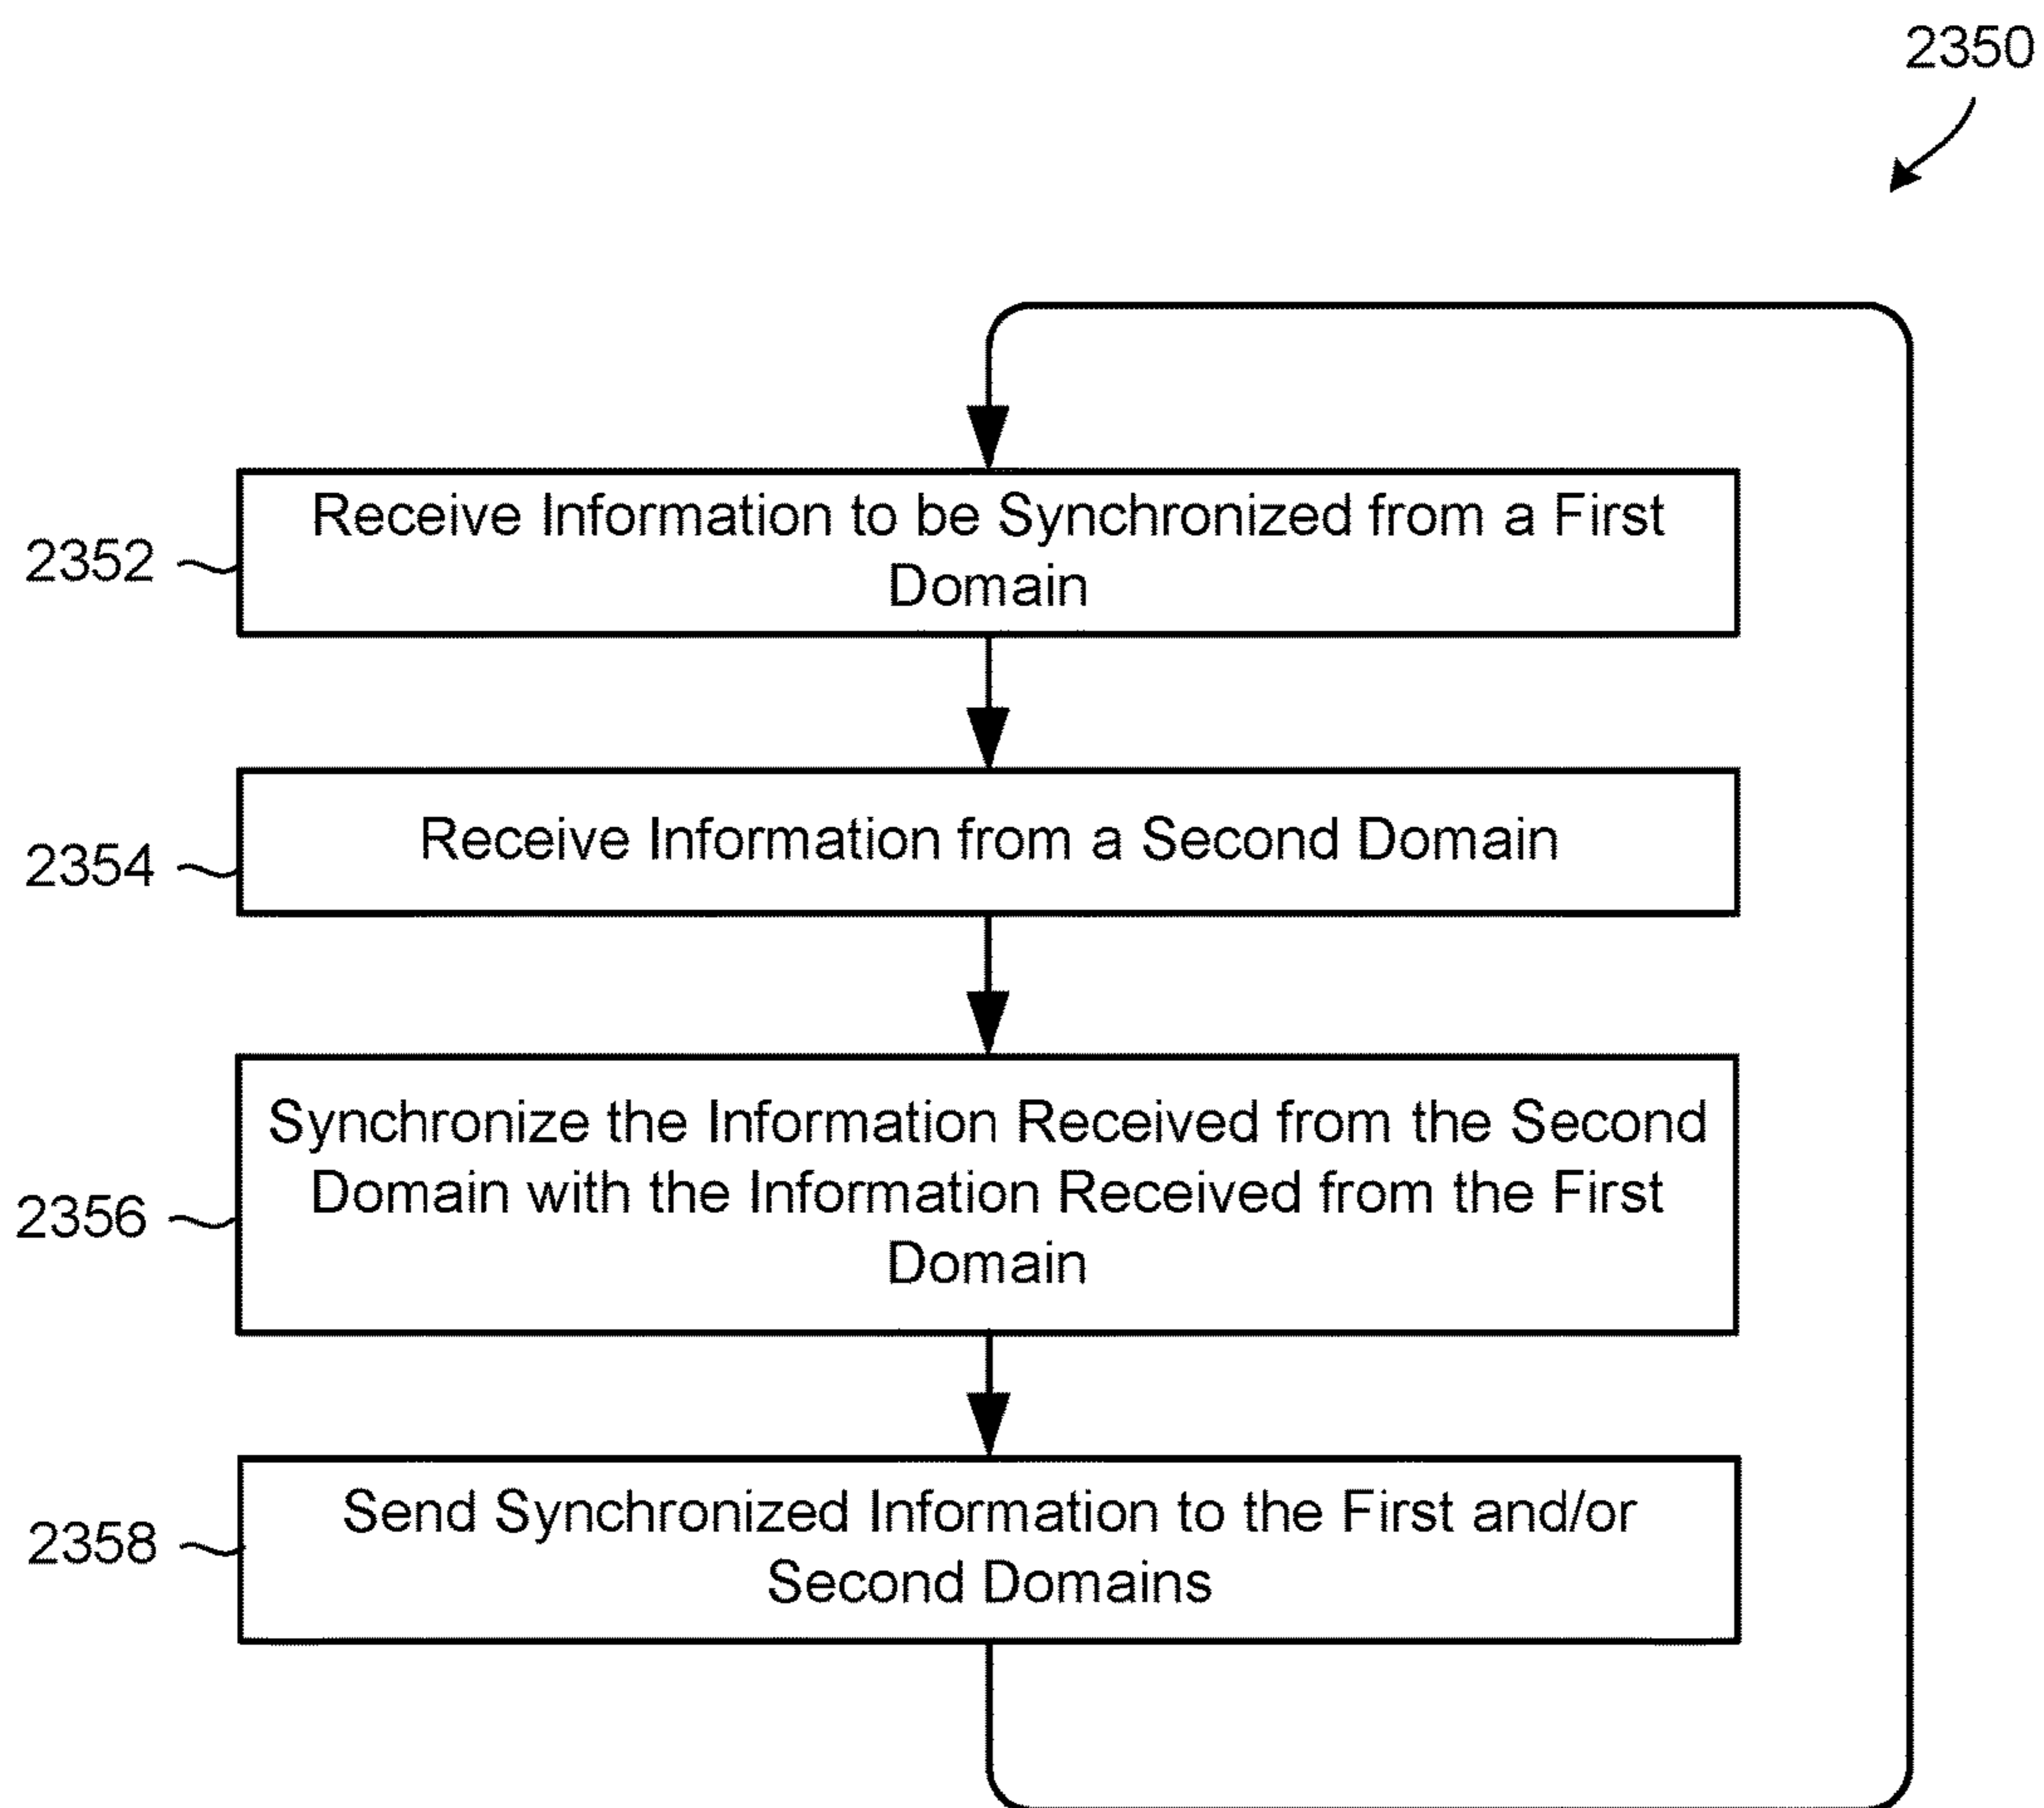 2350
2352
Receive Information to be Synchronized from a First
Domain
2354
Receive Information from a Second Domain
2356
Synchronize the Information Received from the Second
Domain with the Information Received from the First
Domain
2358
Send Synchronized Information to the First and/or
Second Domains